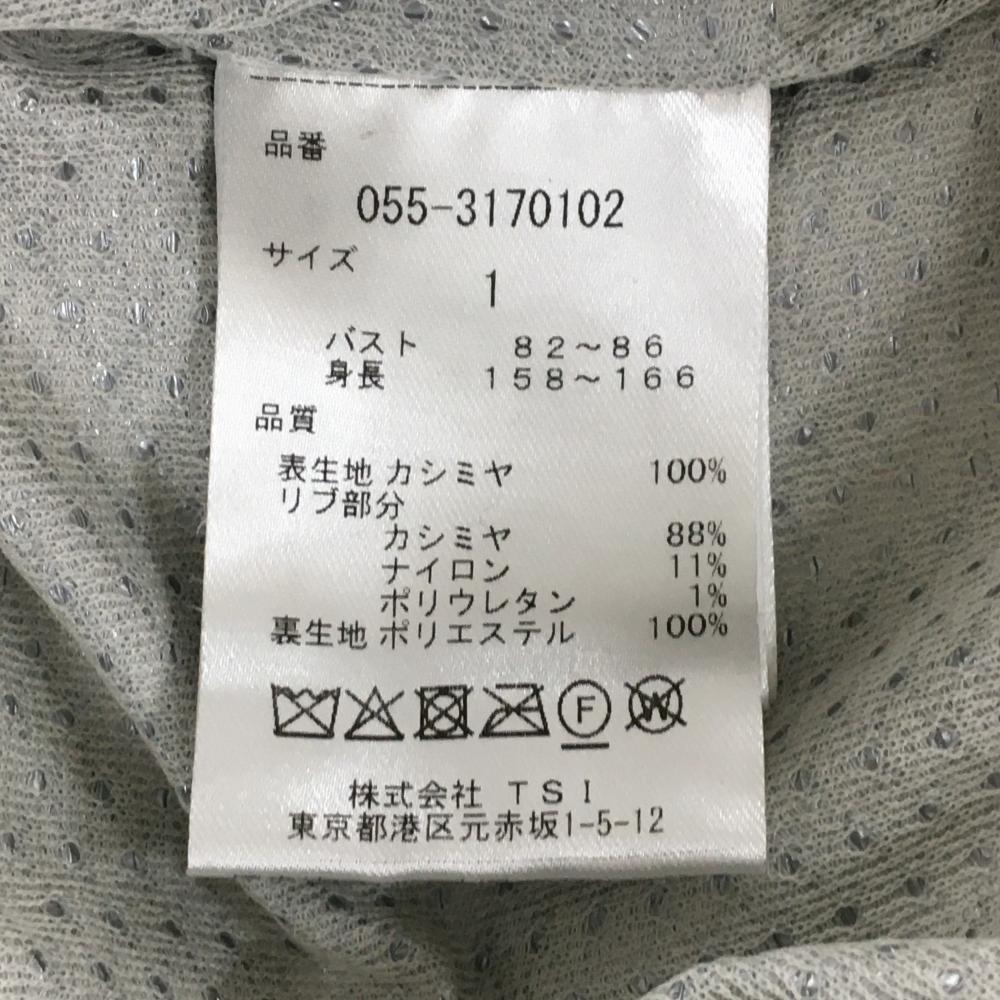 品番
055-3170102
サイズ
1
バスト 82～86
身長 158～166
品質
表生地 カシミヤ 100%
リブ部分
カシミヤ 88%
ナイロン 11%
ポリウレタン 1%
裏生地 ポリエステル 100%
F W
株式会社 TSI
東京都港区元赤坂1-5-12